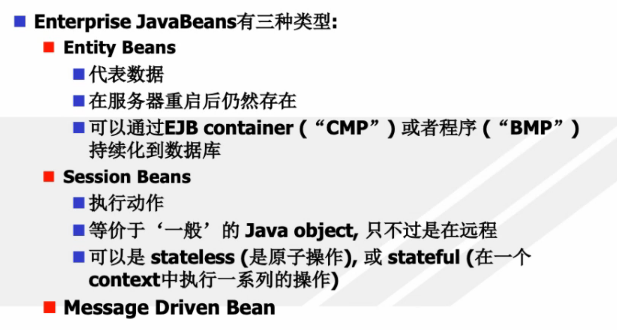 Enterprise JavaBeans有三种类型:
Entity Beans
代表数据
在服务器重启后仍然存在
可以通过EJB container (“CMP”) 或者程序 (“BMP”)
持续化到数据库
Session Beans
执行动作
等价于‘一般’的 Java object, 只不过是在远程
可以是 stateless (是原子操作), 或 stateful (在一个
context中执行一系列的操作)
Message Driven Bean